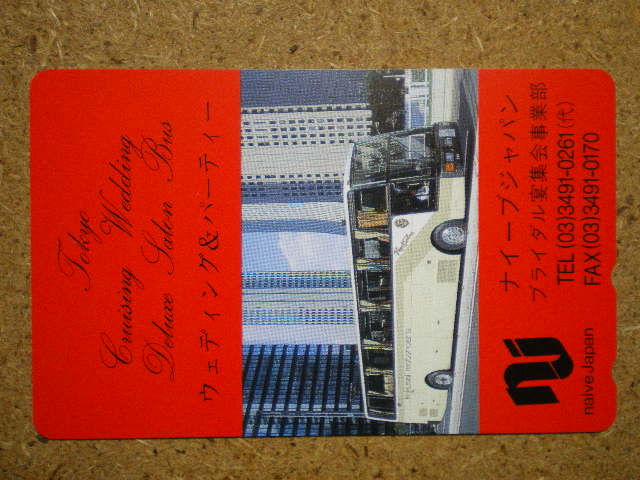 Tokyo
Cruising Wedding
Deluxe Salon Bus
ウェディング&パーティー
ナイーブジャパン
ブライダル宴集会事業部
TEL(03)3491-0261(代)
FAX(03)3491-0170
naiveJapan